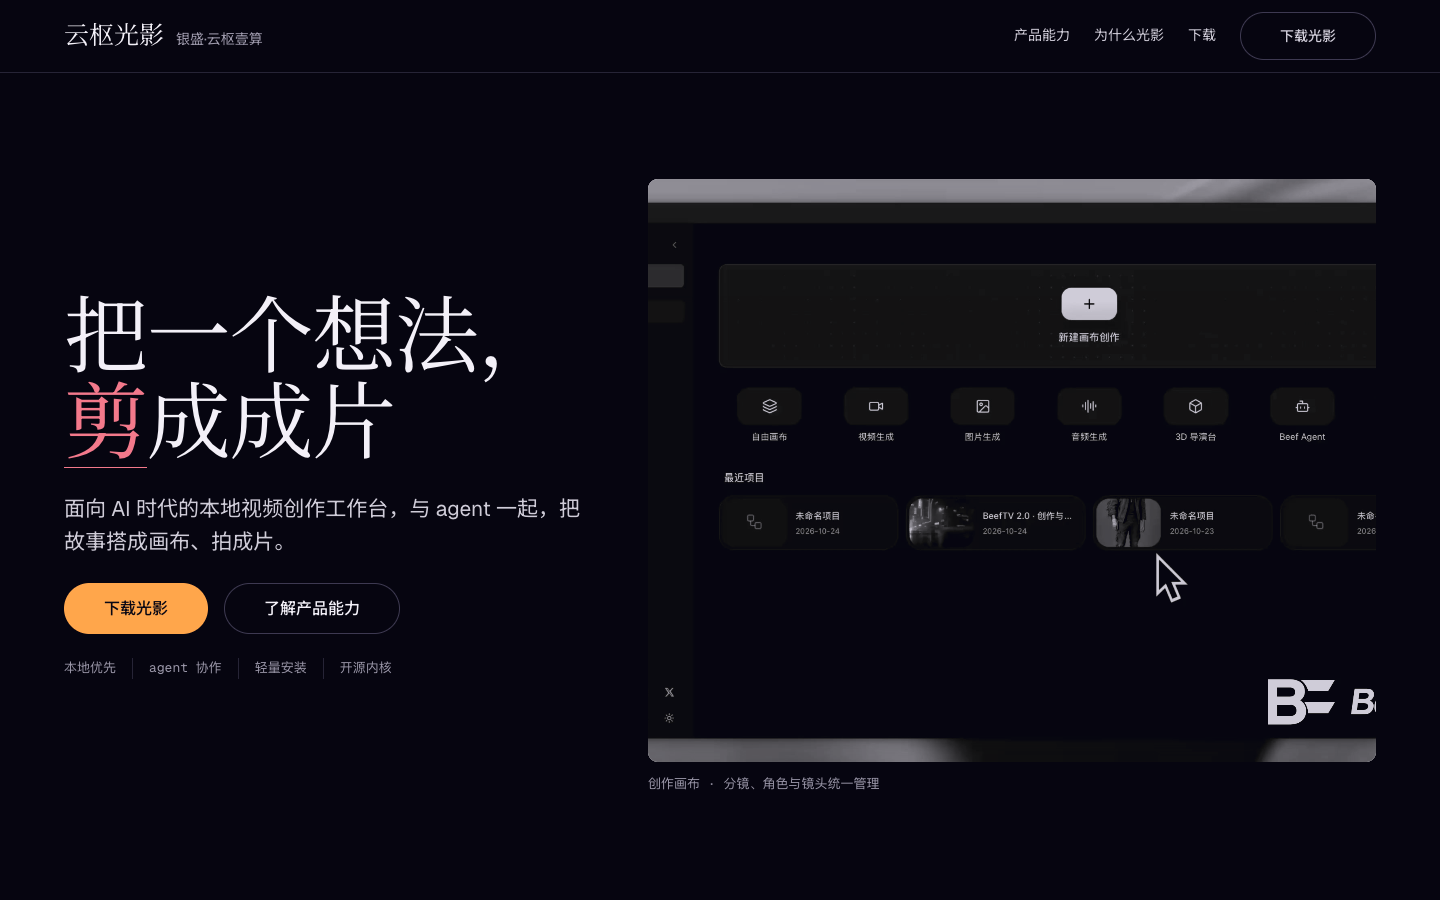 云枢光影 银盛·云枢壹算
产品能力 为什么光影 下载 下载光影
把一个想法，
剪成成片
面向 AI 时代的本地视频创作工作台，与 agent 一起，把
故事搭成画布、拍成片。
下载光影 了解产品能力
本地优先 agent 协作 轻量安装 开源内核
新建画布创作
自由画布 视频生成 图片生成 音频生成 3D 导演台 Beef Agent
最近项目
未命名项目
2026-10-24
BeefTV 2.0 · 创作与...
2026-10-24
未命名项目
2026-10-23
未命
2026
BF
创作画布 · 分镜、角色与镜头统一管理